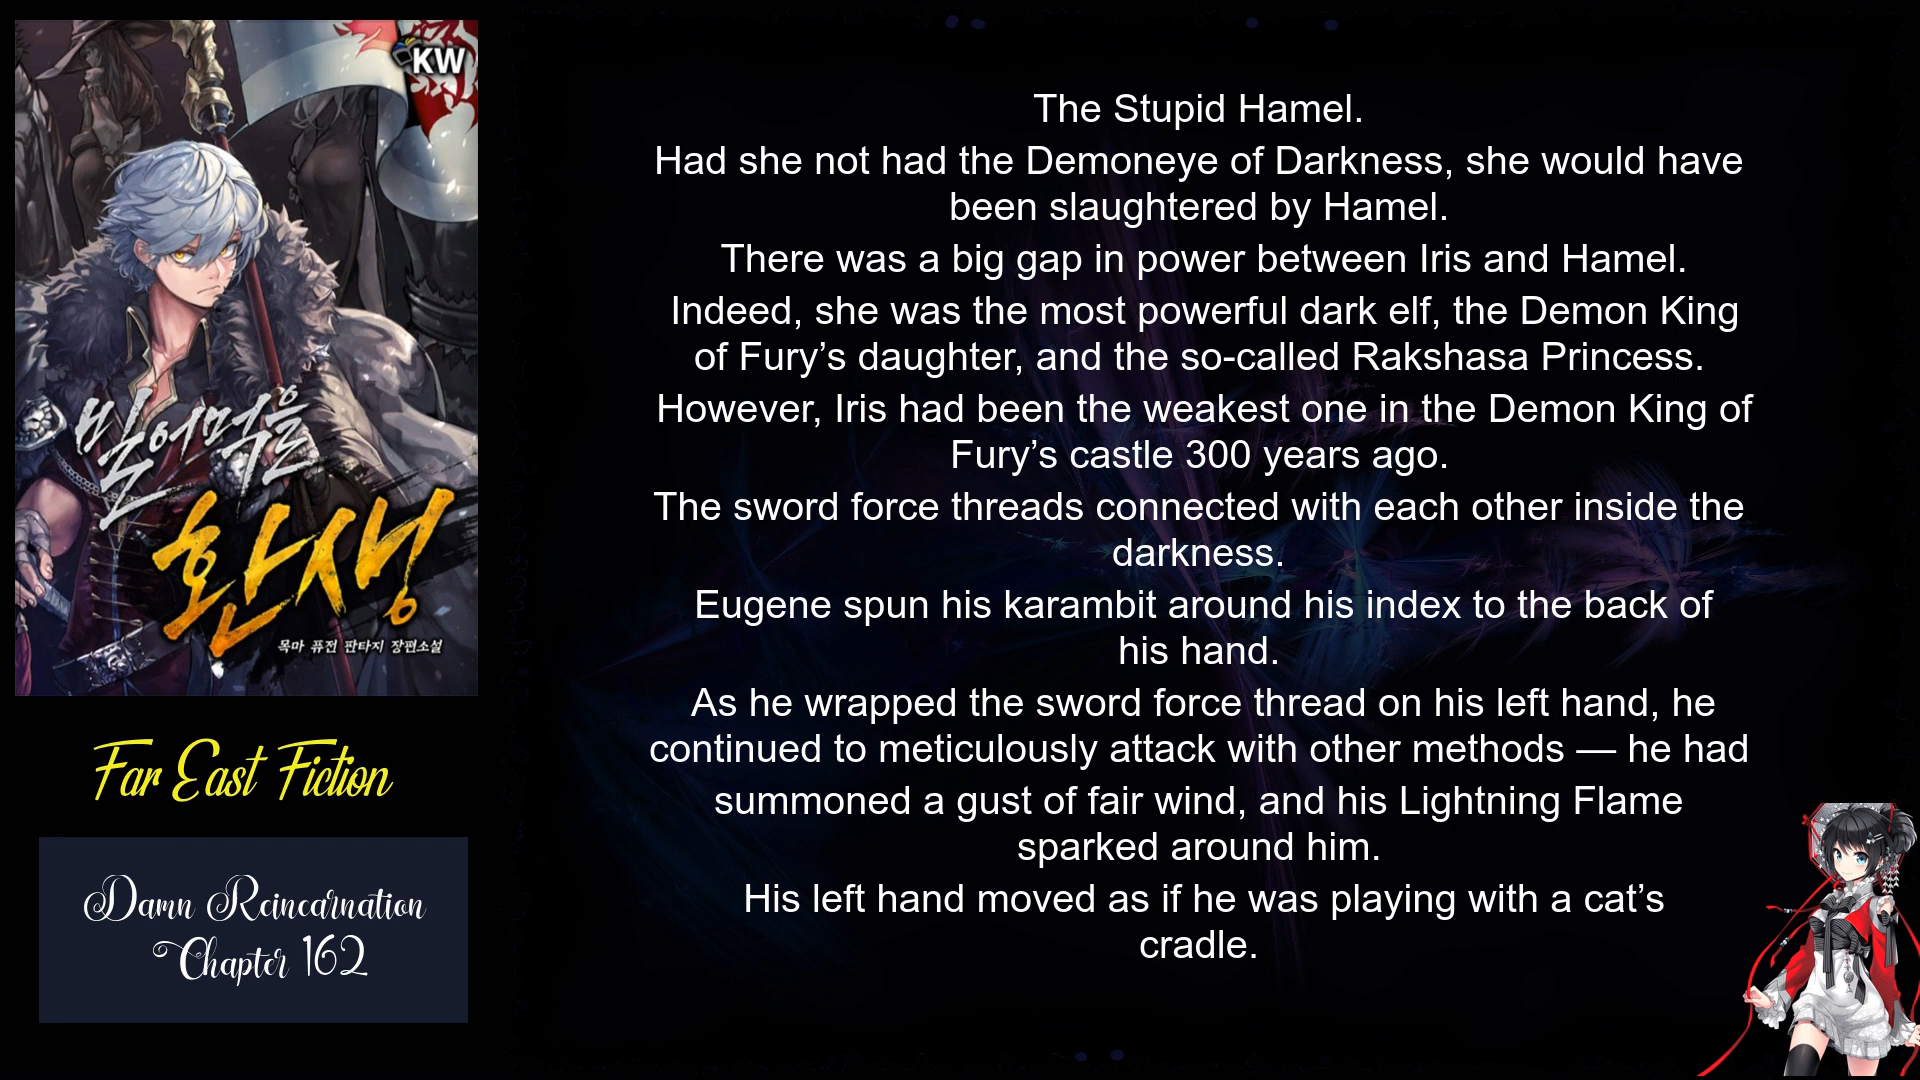 KW
빌어먹을
환생
목마 퓨전 판타지 장편소설
Far East Fiction
Damn Reincarnation
Chapter 162
The Stupid Hamel.
Had she not had the Demoneye of Darkness, she would have
been slaughtered by Hamel.
There was a big gap in power between Iris and Hamel.
Indeed, she was the most powerful dark elf, the Demon King
of Fury’s daughter, and the so-called Rakshasa Princess.
However, Iris had been the weakest one in the Demon King of
Fury’s castle 300 years ago.
The sword force threads connected with each other inside the
darkness.
Eugene spun his karambit around his index to the back of
his hand.
As he wrapped the sword force thread on his left hand, he
continued to meticulously attack with other methods — he had
summoned a gust of fair wind, and his Lightning Flame
sparked around him.
His left hand moved as if he was playing with a cat’s
cradle.